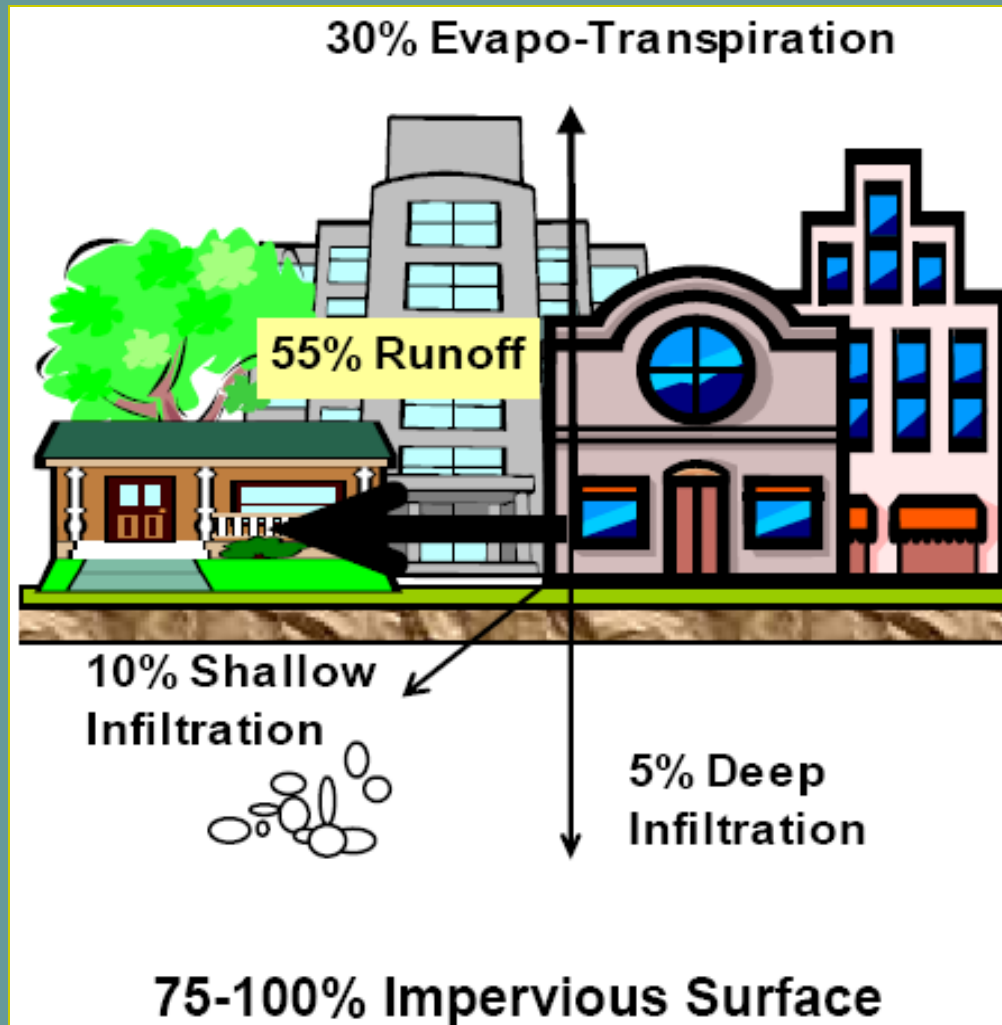 30% Evapo-Transpiration
55% Runoff
10% Shallow
Infiltration
5% Deep
Infiltration
75-100% Impervious Surface